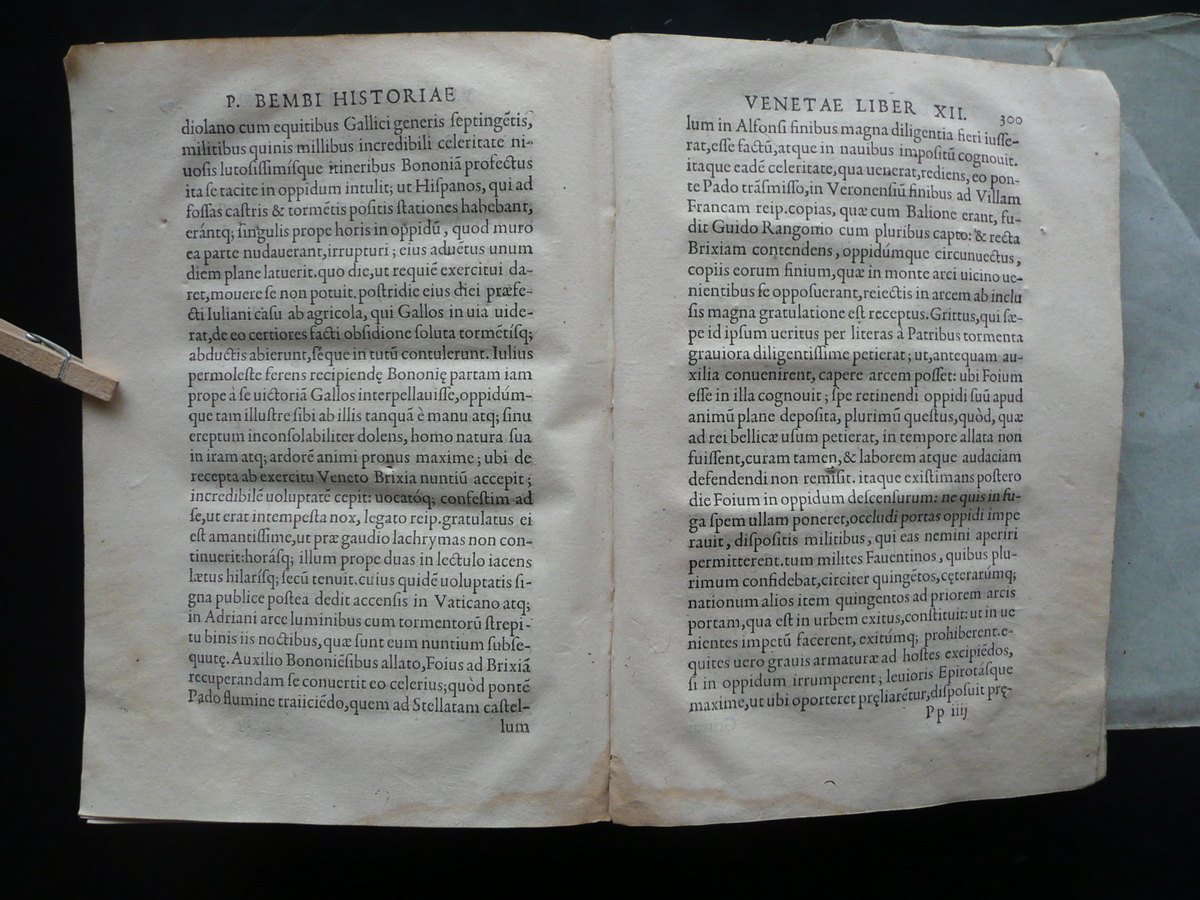 P. BEMBI HISTORIAE
diolano cum equitibus Gallici generis septingẽtis,
militibus quinis millibus incredibili celeritate ni-
uosis lutosissimísque itineribus Bononiã profectus
ita se tacite in oppidum intulit; ut Hispanos, qui ad
fossas castris & tormẽtis positis stationes habebant,
erántq; singulis prope horis in oppidũ, quod muro
ea parte nudauerant, irrupturi; eius aduẽtus unum
diem plane latuerit. quo die, ut requiẽ exercitui da-
ret, mouere se non potuit. postridie eius diei præfe-
cti Iuliani casu ab agricola, qui Gallos in uia uide-
rat, de eo certiores facti obsidione soluta tormẽtisq;
abductis abierunt, séque in tutũ contulerunt. Iulius
permoleste ferens recipiendę Bononię partam iam
prope à se uictoriã Gallos interpellauisse, oppidúm-
que tam illustre sibi ab illis tanquã è manu atq; sinu
ereptum inconsolabiliter dolens, homo natura sua
in iram atq; ardorẽ animi pronus maxime; ubi de
recepta ab exercitu Veneto Brixia nuntiũ accepit;
incredibilẽ uoluptatẽ cepit: uocatóq; confestim ad
se, ut erat intempesta nox, legato reip. gratulatus ei
est amantissime, ut præ gaudio lachrymas non con-
tinuerit: horásq; illum prope duas in lectulo iacens
lætus hilarísq; secũ tenuit. cuius quidẽ uoluptatis si-
gna publice postea dedit accensis in Vaticano atq;
in Adriani arce luminibus cum tormentorũ strepi-
tu binis iis noctibus, quæ sunt eum nuntium subse-
quutę. Auxilio Bononiẽsibus allato, Foius ad Brixiã
recuperandam se conuertit eo celerius; quòd pontẽ
Pado flumine traiiciẽdo, quem ad Stellatam castel-
lum
VENETAE LIBER XII. 300
lum in Alfonsi finibus magna diligentia fieri iusse-
rat, esse factũ, atque in nauibus impositũ cognouit.
itaque eadẽ celeritate, qua uenerat, rediens, eo pon-
te Pado trãsmisso, in Veronensiũ finibus ad Villam
Francam reip. copias, quæ cum Balione erant, fu-
dit Guido Rangonio cum pluribus capto: & recta
Brixiam contendens, oppidúmque circunuectus,
copiis eorum finium, quæ in monte arci uicino ue-
nientibus se opposuerant, reiectis in arcem ab inclu
sis magna gratulatione est receptus. Grittus, qui sæ-
pe id ipsum ueritus per literas à Patribus tormenta
grauiora diligentissime petierat; ut, antequam au-
xilia conuenirent, capere arcem posset: ubi Foium
esse in illa cognouit; spe retinendi oppidi suũ apud
animũ plane deposita, plurimũ questus, quòd, quæ
ad rei bellicæ usum petierat, in tempore allata non
fuissent, curam tamen, & laborem atque audaciam
defendendi non remisit. itaque existimans postero
die Foium in oppidum descensurum: ne quis in fu-
ga spem ullam poneret, occludi portas oppidi impe
rauit, dispositis militibus, qui eas nemini aperiri
permitterent. tum milites Fauentinos, quibus plu-
rimum confidebat, circiter quingẽtos, cęterarúmq;
nationum alios item quingentos ad priorem arcis
portam, qua est in urbem exitus, constituit: ut in ue
nientes impetũ facerent, exitúmq; prohiberent. e-
quites uero grauis armaturæ ad hostes excipiẽdos,
si in oppidum irrumperent; leuioris Epirotásque
maxime, ut ubi oporteret pręliarẽtur, disposuit prę-
Pp iiij